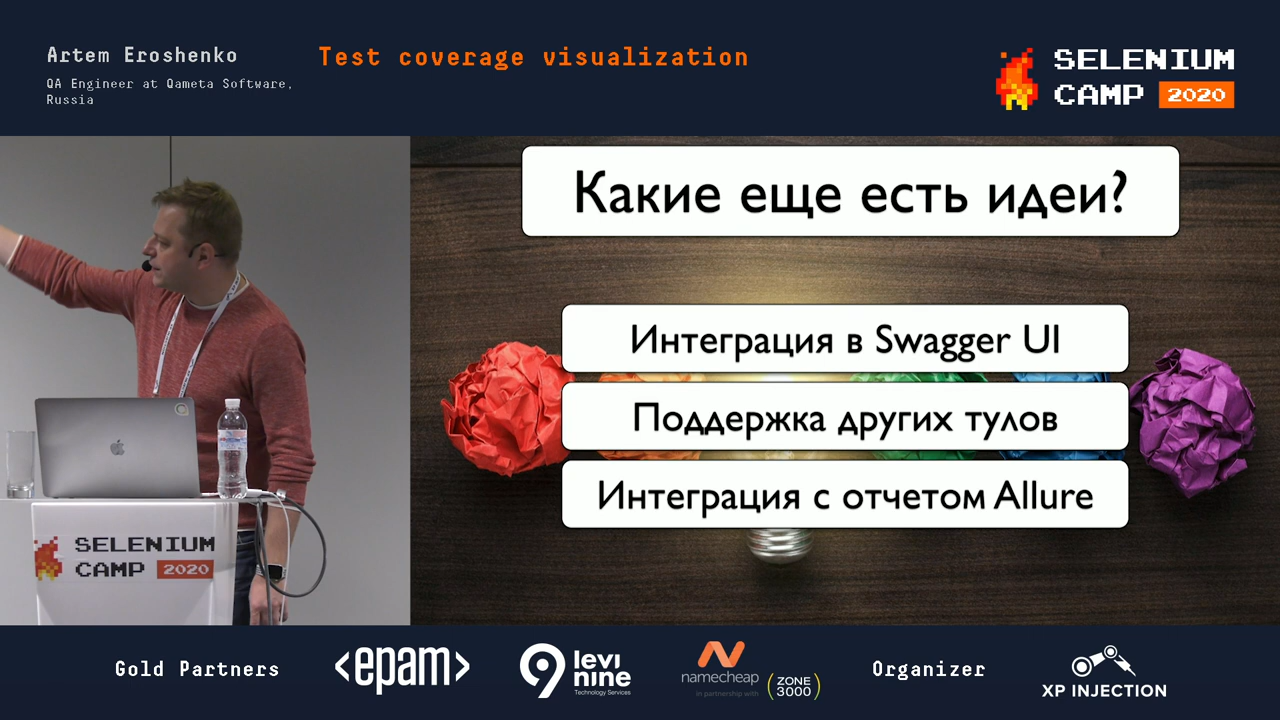 Artem Eroshenko
QA Engineer at Qameta Software,
Russia
Test coverage visualization
SELENIUM
CAMP 2020
Какие еще есть идеи?
Интеграция в Swagger UI
Поддержка других тулов
Интеграция с отчетом Allure
SELENIUM
CAMP 2020
Gold Partners
<epam>
9 levi
nine
Technology Services
namecheap
in partnership with
ZONE
3000
Organizer
XP INJECTION